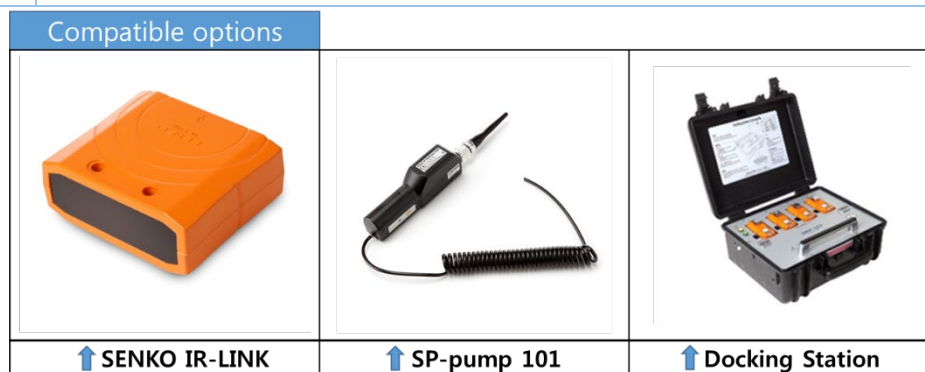 Compatible options
SENKO IR-LINK
SP-pump 101
Docking Station